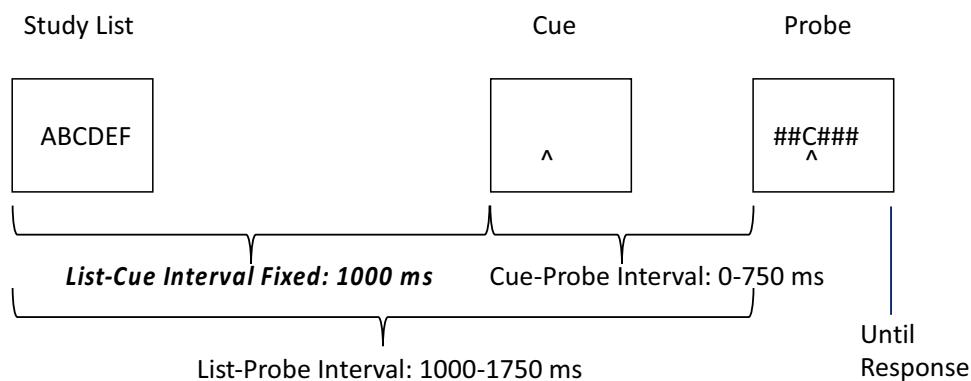 Study List
Cue
Probe
ABCDEF
^
##C###
^
List-Cue Interval Fixed: 1000 ms
Cue-Probe Interval: 0-750 ms
List-Probe Interval: 1000-1750 ms
Until
Response